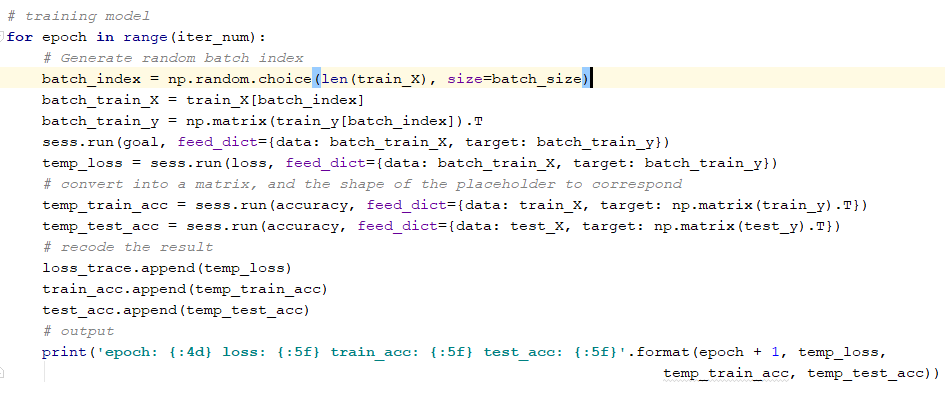 # training model
for epoch in range(iter_num):
    # Generate random batch index
    batch_index = np.random.choice(len(train_X), size=batch_size)
    batch_train_X = train_X[batch_index]
    batch_train_y = np.matrix(train_y[batch_index]).T
    sess.run(goal, feed_dict={data: batch_train_X, target: batch_train_y})
    temp_loss = sess.run(loss, feed_dict={data: batch_train_X, target: batch_train_y})
    # convert into a matrix, and the shape of the placeholder to correspond
    temp_train_acc = sess.run(accuracy, feed_dict={data: train_X, target: np.matrix(train_y).T})
    temp_test_acc = sess.run(accuracy, feed_dict={data: test_X, target: np.matrix(test_y).T})
    # recode the result
    loss_trace.append(temp_loss)
    train_acc.append(temp_train_acc)
    test_acc.append(temp_test_acc)
    # output
    print('epoch: {:4d} loss: {:5f} train_acc: {:5f} test_acc: {:5f}'.format(epoch + 1, temp_loss,
                                                                          temp_train_acc, temp_test_acc))